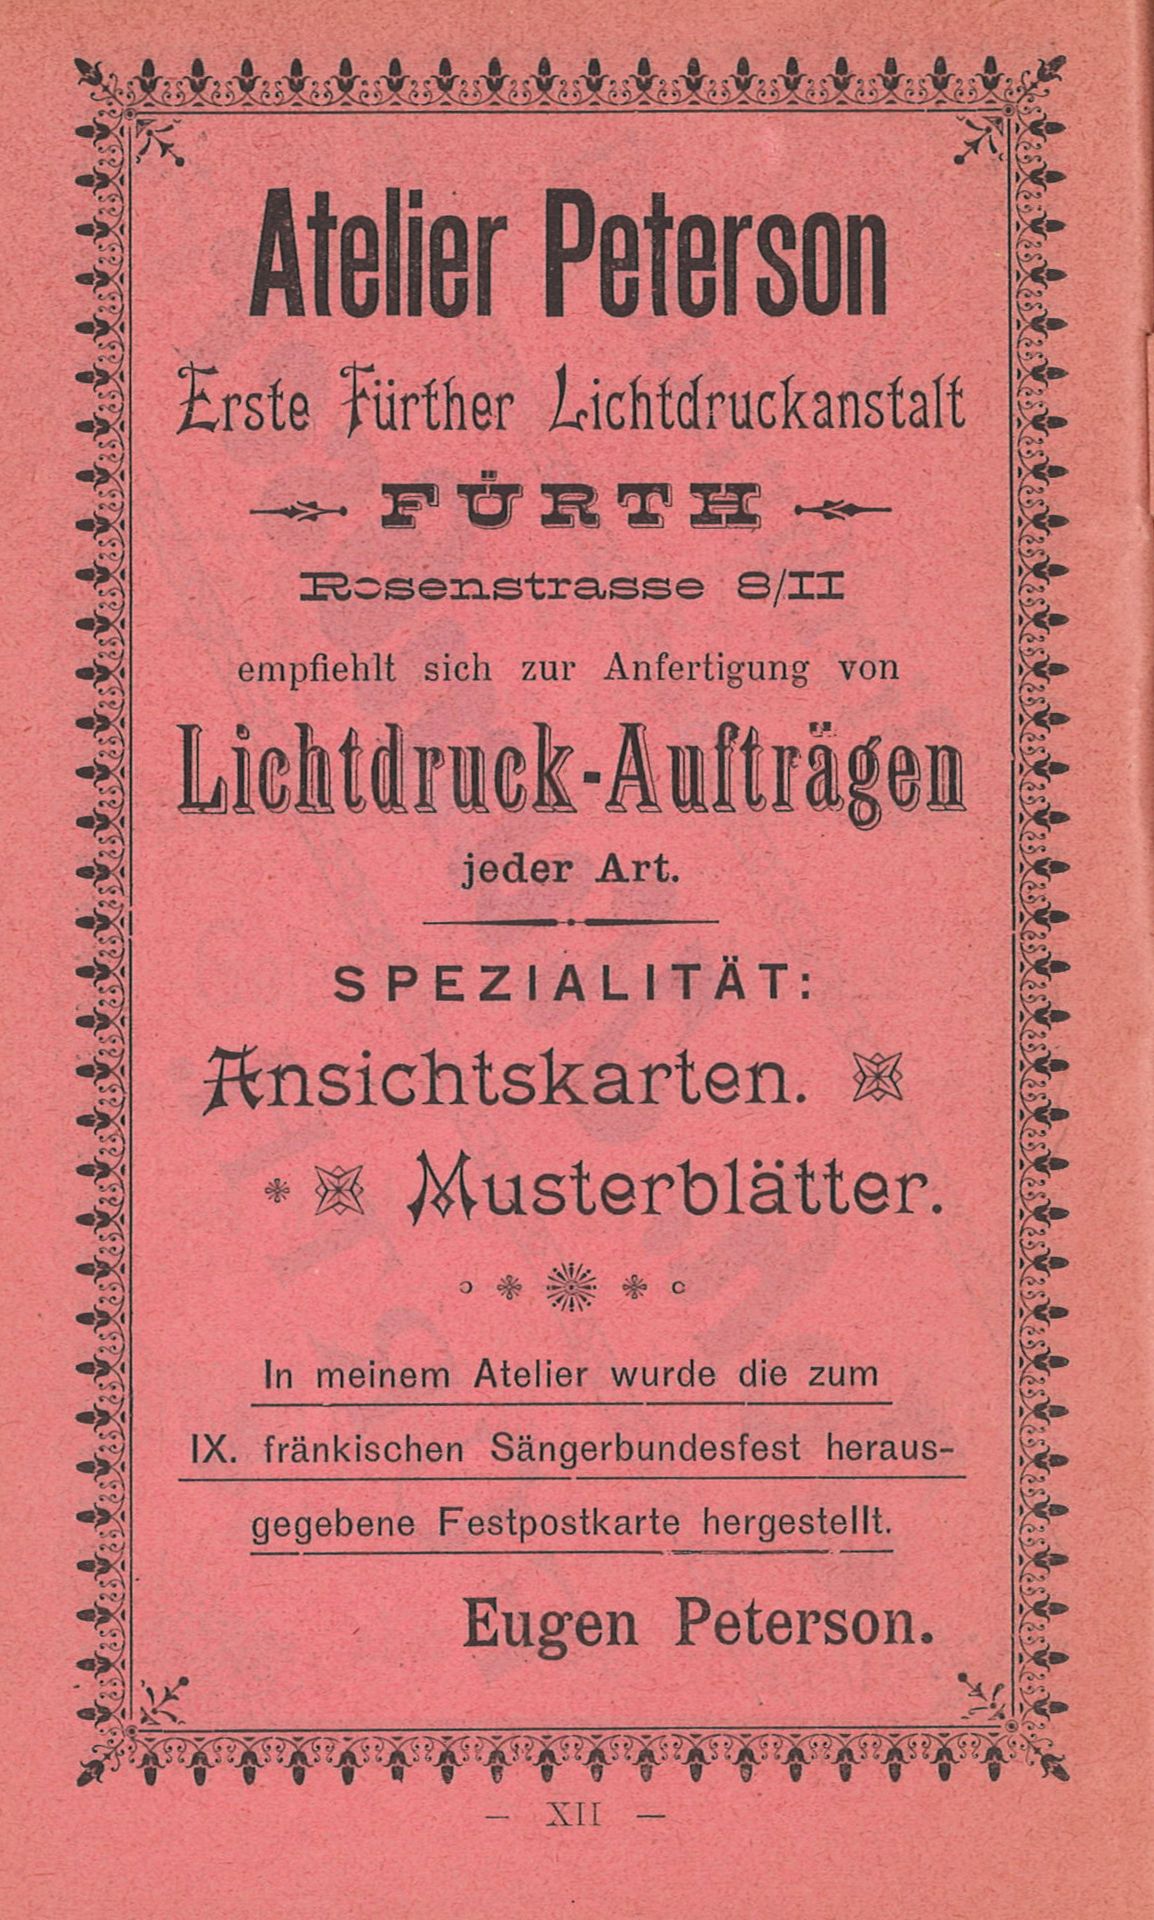 Atelier Peterson
Erste Fürther Lichtdruckanstalt
FÜRTH
Rosenstrasse 8/II
empfiehlt sich zur Anfertigung von
Lichtdruck-Aufträgen
jeder Art.
SPEZIALITÄT:
Ansichtskarten.
Musterblätter.
In meinem Atelier wurde die zum
IX. fränkischen Sängerbundesfest heraus-
gegebene Festpostkarte hergestellt.
Eugen Peterson.
— XII —